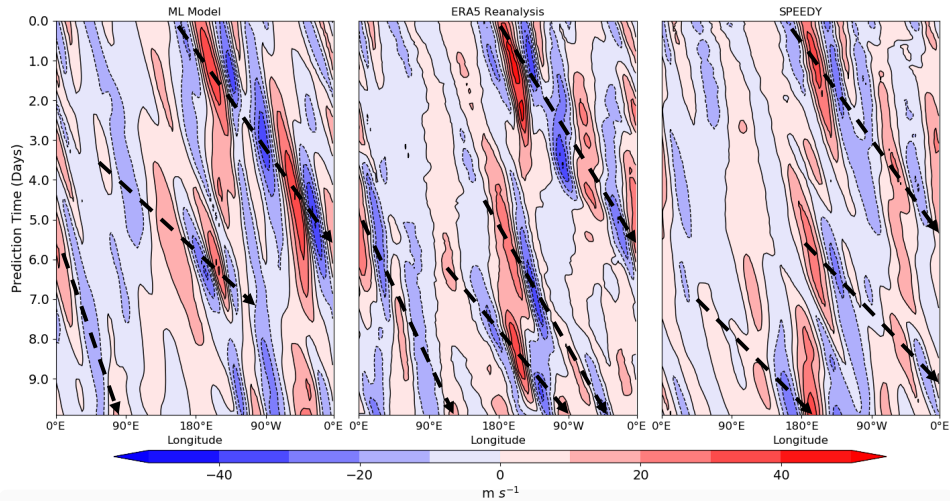 ML Model
ERA5 Reanalysis
SPEEDY
Prediction Time (Days)
0.0
1.0
2.0
3.0
4.0
5.0
6.0
7.0
8.0
9.0
0°E 90°E 180°E 90°W 0°E
0°E 90°E 180°E 90°W 0°E
0°E 90°E 180°E 90°W 0°E
Longitude
Longitude
Longitude
−40 −20 0 20 40
m s⁻¹